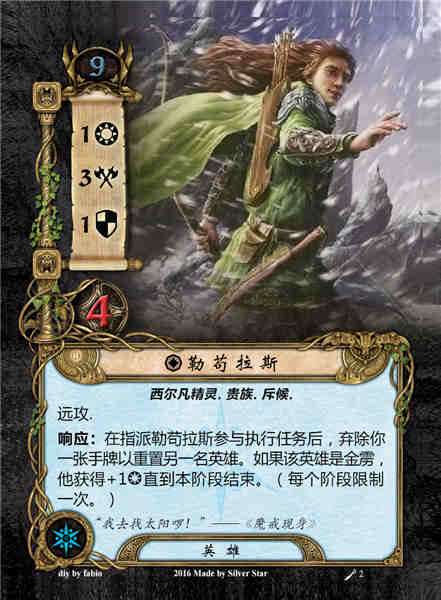 9
1
3
1
4
勒苟拉斯
西尔凡精灵. 贵族. 斥候.
远攻.
响应：在指派勒苟拉斯参与执行任务后，弃除你
一张手牌以重置另一名英雄。如果该英雄是金雳，
他获得+1直到本阶段结束。（每个阶段限制
一次。）
“我去找太阳啰！”——《魔戒现身》
英雄
diy by fabio
2016 Made by Silver Star
2